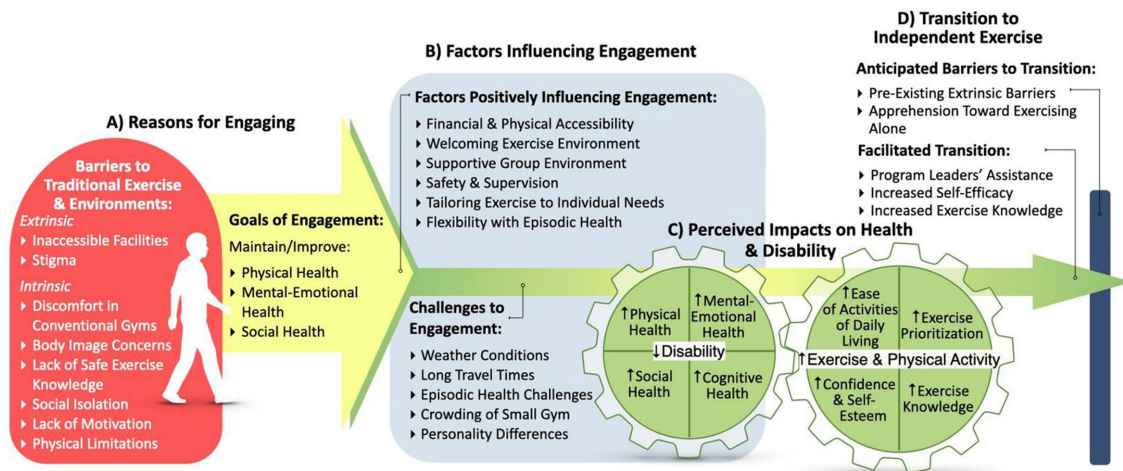 A) Reasons for Engaging
Barriers to
Traditional Exercise
& Environments:
Extrinsic
Inaccessible Facilities
Stigma
Intrinsic
Discomfort in
Conventional Gyms
Body Image Concerns
Lack of Safe Exercise
Knowledge
Social Isolation
Lack of Motivation
Physical Limitations
Goals of Engagement:
Maintain/Improve:
Physical Health
Mental-Emotional
Health
Social Health
B) Factors Influencing Engagement
Factors Positively Influencing Engagement:
Financial & Physical Accessibility
Welcoming Exercise Environment
Supportive Group Environment
Safety & Supervision
Tailoring Exercise to Individual Needs
Flexibility with Episodic Health
Challenges to
Engagement:
Weather Conditions
Long Travel Times
Episodic Health Challenges
Crowding of Small Gym
Personality Differences
C) Perceived Impacts on Health
& Disability
↑Physical
Health
↑Mental-
Emotional
Health
↓Disability
↑Social
Health
↑Cognitive
Health
↑Ease
of Activities
of Daily
Living
↑Exercise
Prioritization
↑Exercise & Physical Activity
↑Confidence
& Self-
Esteem
↑Exercise
Knowledge
D) Transition to
Independent Exercise
Anticipated Barriers to Transition:
Pre-Existing Extrinsic Barriers
Apprehension Toward Exercising
Alone
Facilitated Transition:
Program Leaders' Assistance
Increased Self-Efficacy
Increased Exercise Knowledge